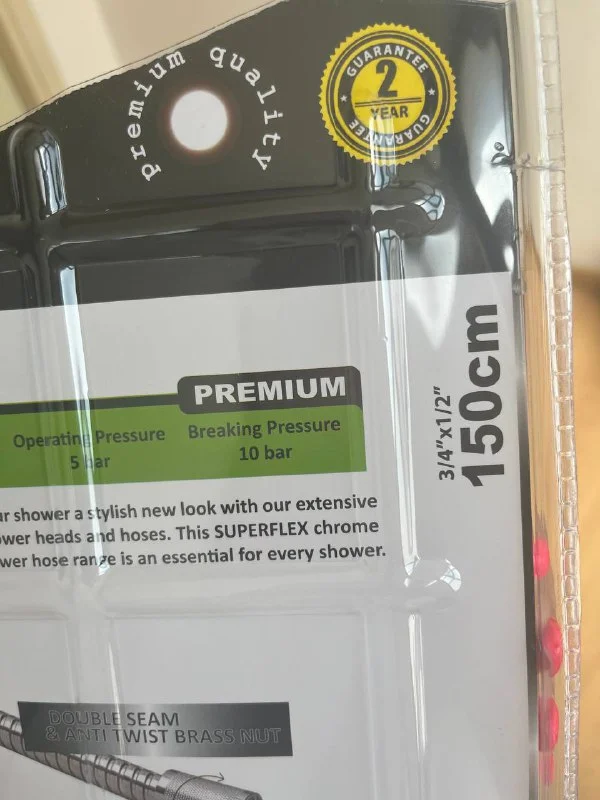 premium quality
GUARANTEE
2
YEAR
GUARANTEE
3/4"x1/2"
150cm
PREMIUM
Operating Pressure
5 bar
Breaking Pressure
10 bar
r shower a stylish new look with our extensive
wer heads and hoses. This SUPERFLEX chrome
wer hose range is an essential for every shower.
DOUBLE SEAM
& ANTI TWIST BRASS NUT